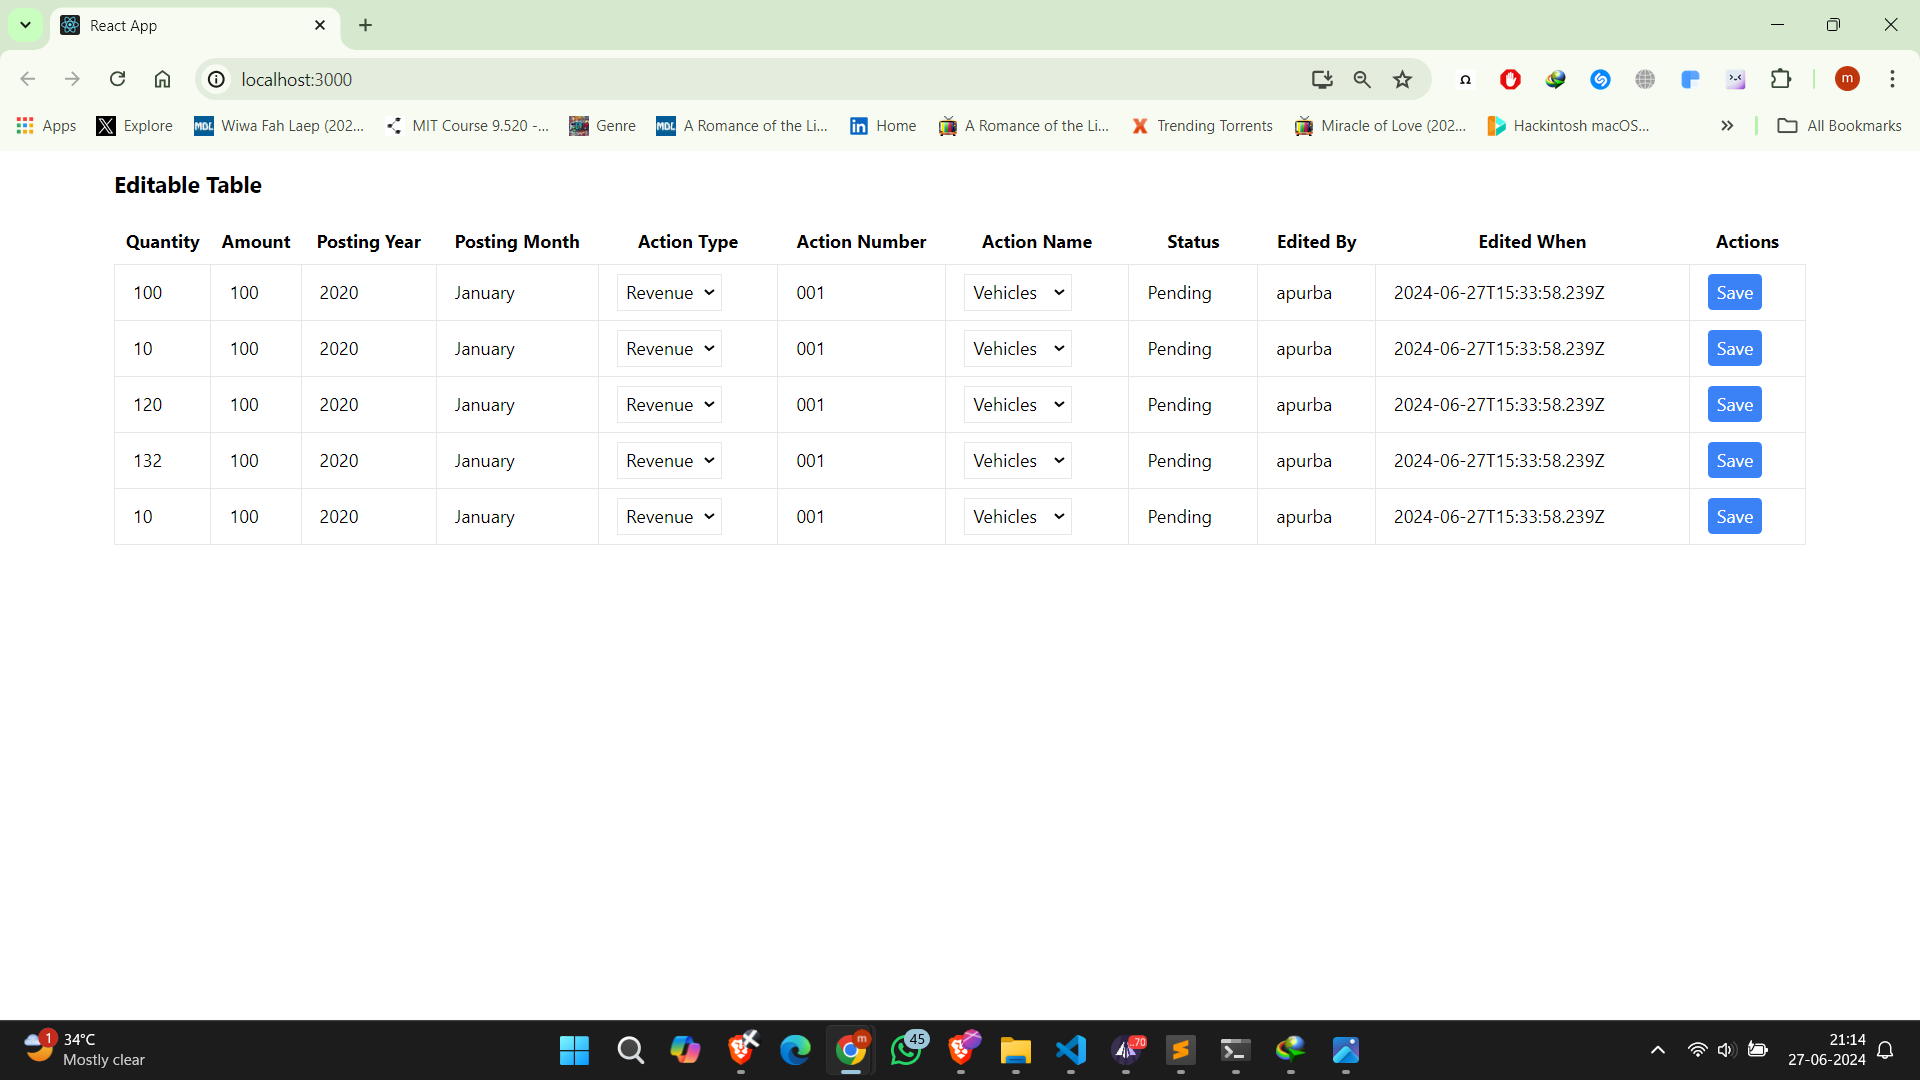 React App
localhost:3000
m
Apps Explore MDL Wiwa Fah Laep (202... MIT Course 9.520 -... Genre MDL A Romance of the Li... in Home A Romance of the Li... Trending Torrents Miracle of Love (202... Hackintosh macOS... All Bookmarks
Editable Table
Quantity Amount Posting Year Posting Month Action Type Action Number Action Name Status Edited By Edited When Actions
100 100 2020 January Revenue 001 Vehicles Pending apurba 2024-06-27T15:33:58.239Z Save
10 100 2020 January Revenue 001 Vehicles Pending apurba 2024-06-27T15:33:58.239Z Save
120 100 2020 January Revenue 001 Vehicles Pending apurba 2024-06-27T15:33:58.239Z Save
132 100 2020 January Revenue 001 Vehicles Pending apurba 2024-06-27T15:33:58.239Z Save
10 100 2020 January Revenue 001 Vehicles Pending apurba 2024-06-27T15:33:58.239Z Save
1 34°C m 45 70 21:14
Mostly clear 27-06-2024